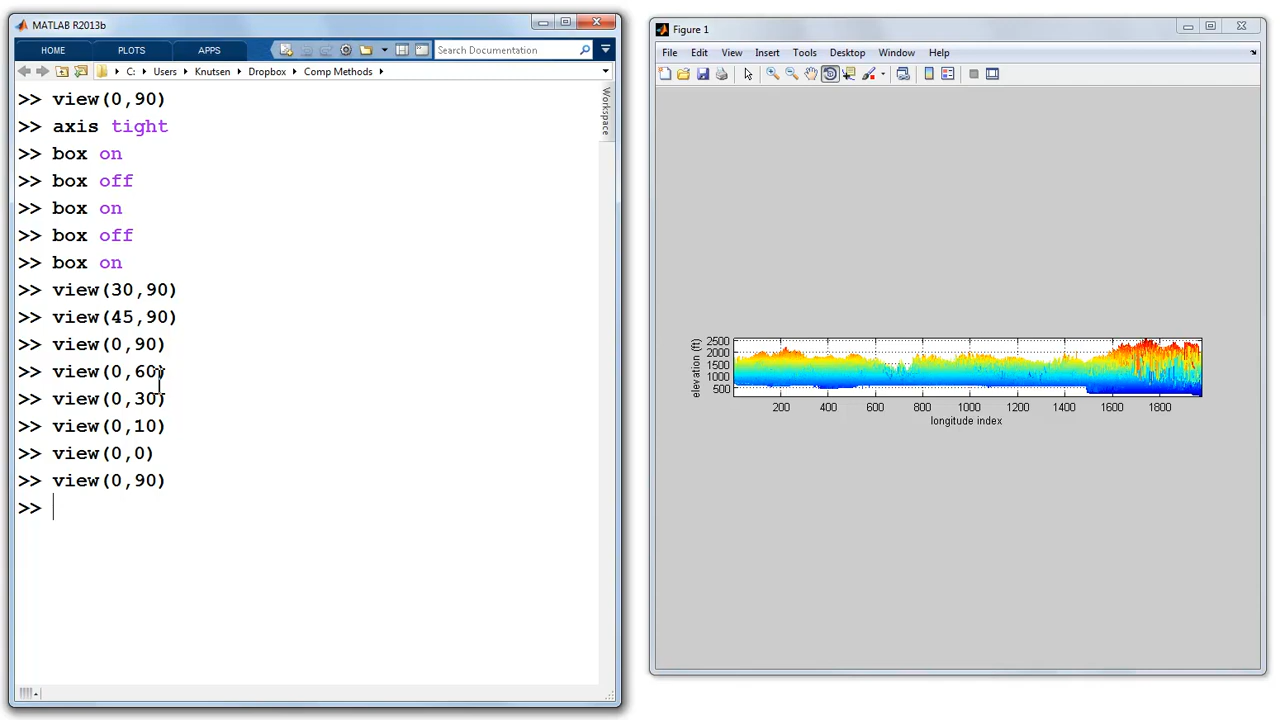 MATLAB R2013b
HOME PLOTS APPS Search Documentation
C: Users Knutsen Dropbox Comp Methods
>> view(0,90)
>> axis tight
>> box on
>> box off
>> box on
>> box off
>> box on
>> view(30,90)
>> view(45,90)
>> view(0,90)
>> view(0,60)
>> view(0,30)
>> view(0,10)
>> view(0,0)
>> view(0,90)
>>
Workspace
Figure 1
File Edit View Insert Tools Desktop Window Help
elevation (ft)
2500
2000
1500
1000
500
200 400 600 800 1000 1200 1400 1600 1800
longitude index